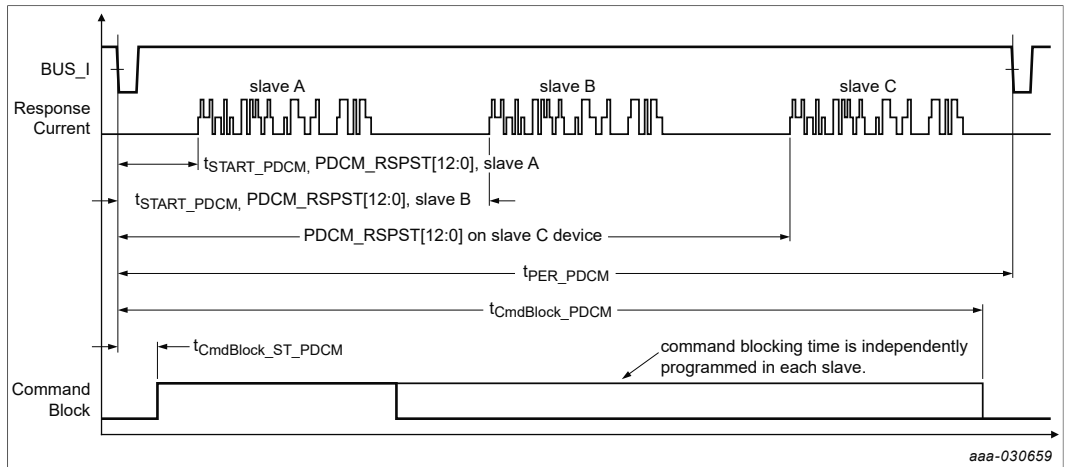 BUS_I
slave A
slave B
slave C
Response
Current
tSTART_PDCM, PDCM_RSPST[12:0], slave A
tSTART_PDCM, PDCM_RSPST[12:0], slave B
PDCM_RSPST[12:0] on slave C device
tPER_PDCM
tCmdBlock_PDCM
tCmdBlock_ST_PDCM
command blocking time is independently
programmed in each slave.
Command
Block
aaa-030659